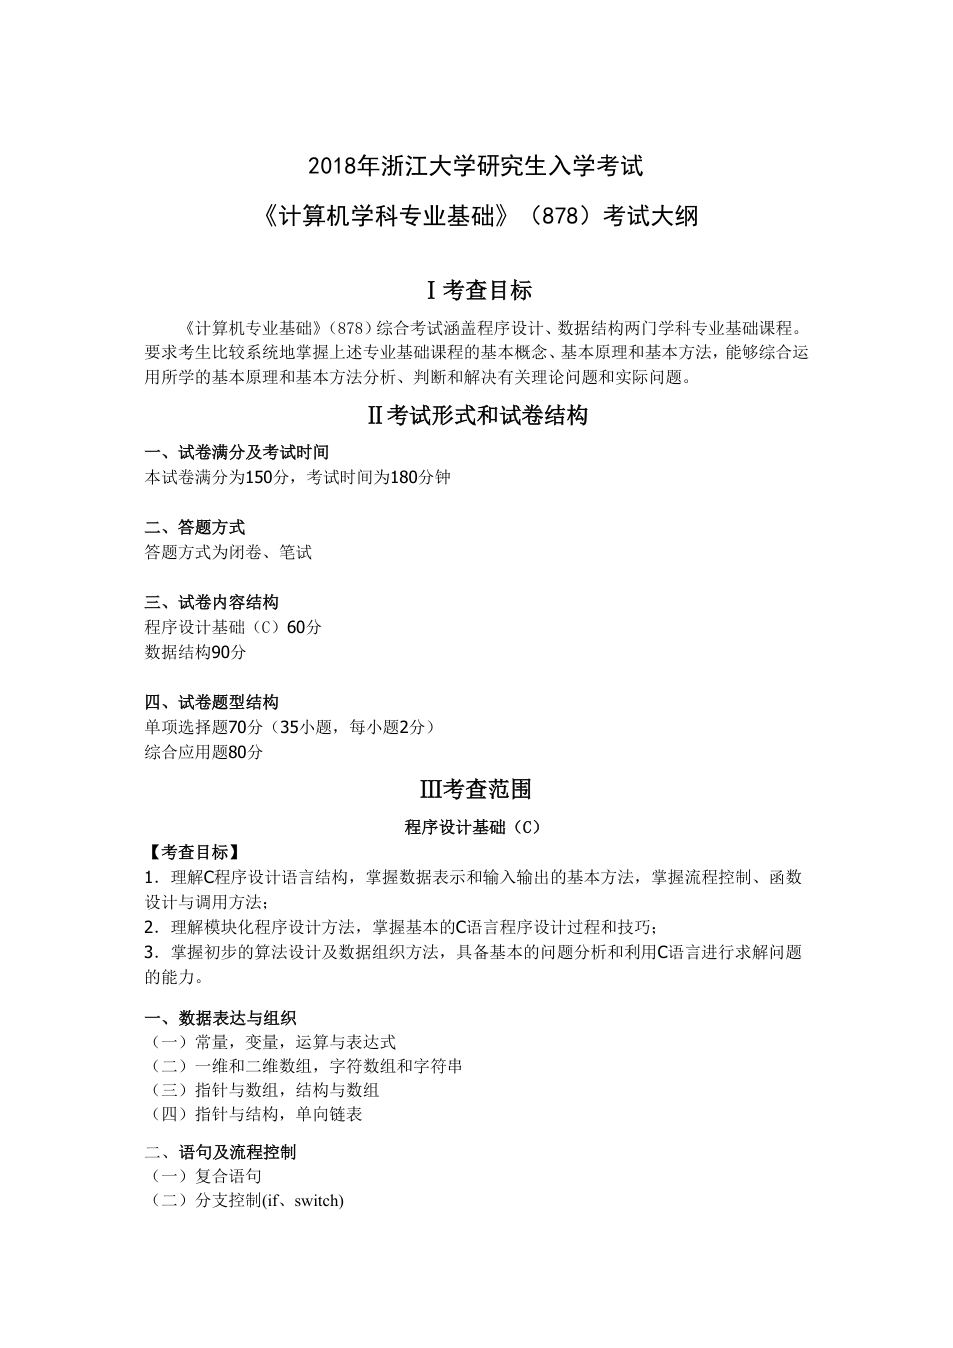 2018年浙江大学研究生入学考试
《计算机学科专业基础》（878）考试大纲
Ⅰ考查目标
《计算机专业基础》（878）综合考试涵盖程序设计、数据结构两门学科专业基础课程。
要求考生比较系统地掌握上述专业基础课程的基本概念、基本原理和基本方法，能够综合运
用所学的基本原理和基本方法分析、判断和解决有关理论问题和实际问题。
Ⅱ考试形式和试卷结构
一、试卷满分及考试时间
本试卷满分为150分，考试时间为180分钟
二、答题方式
答题方式为闭卷、笔试
三、试卷内容结构
程序设计基础（C）60分
数据结构90分
四、试卷题型结构
单项选择题70分（35小题，每小题2分）
综合应用题80分
Ⅲ考查范围
程序设计基础（C）
【考查目标】
1．理解C程序设计语言结构，掌握数据表示和输入输出的基本方法，掌握流程控制、函数
设计与调用方法；
2．理解模块化程序设计方法，掌握基本的C语言程序设计过程和技巧；
3．掌握初步的算法设计及数据组织方法，具备基本的问题分析和利用C语言进行求解问题
的能力。
一、数据表达与组织
（一）常量，变量，运算与表达式
（二）一维和二维数组，字符数组和字符串
（三）指针与数组，结构与数组
（四）指针与结构，单向链表
二、语句及流程控制
（一）复合语句
（二）分支控制(if、switch)